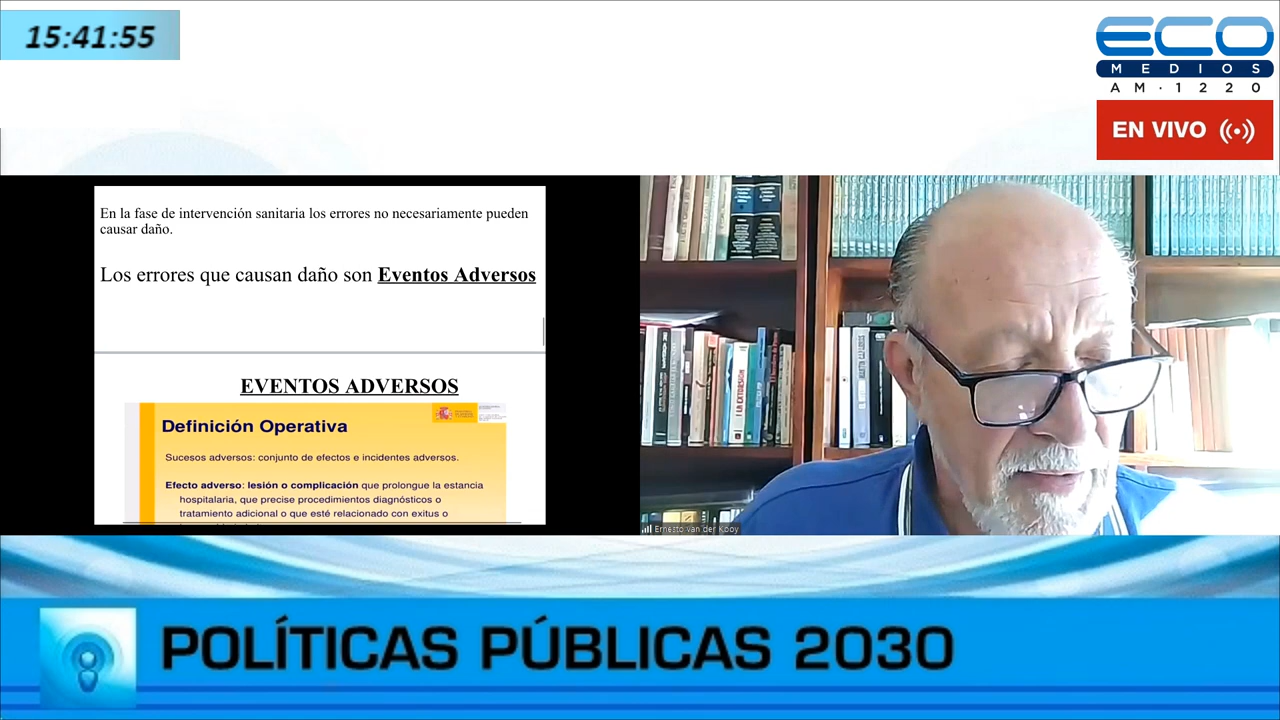 15:41:55
ECO
MEDIOS
AM·1220
EN VIVO
En la fase de intervención sanitaria los errores no necesariamente pueden
causar daño.
Los errores que causan daño son Eventos Adversos
EVENTOS ADVERSOS
Definición Operativa
Sucesos adversos: conjunto de efectos e incidentes adversos.
Efecto adverso: lesión o complicación que prolongue la estancia
hospitalaria, que precise procedimientos diagnósticos o
tratamiento adicional o que esté relacionado con exitus o
Ernesto van der Kooy
POLÍTICAS PÚBLICAS 2030